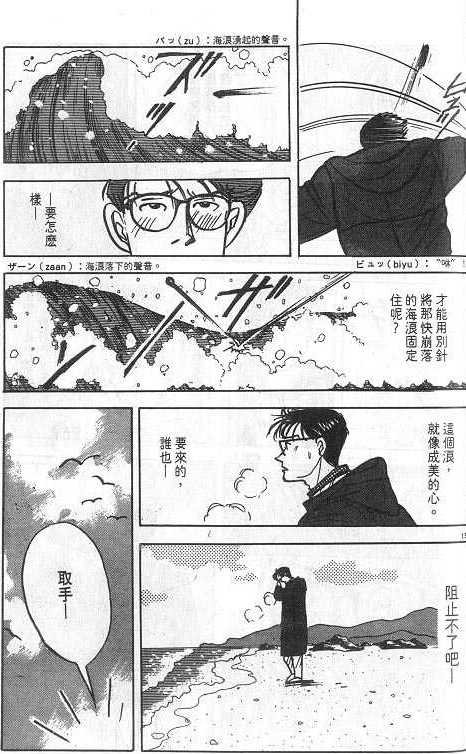 バッ(zu)：海浪湧起的聲音。
ビュッ(biyu)：“咻”
ズズッ
—要怎麼
樣—
ザーン(zaan)：海浪落下的聲音。
才能用別針
將那快崩落
的海浪固定
住呢？
這個浪，
就像成美的心。
要來的，
誰也—
阻止不了吧—
取手—